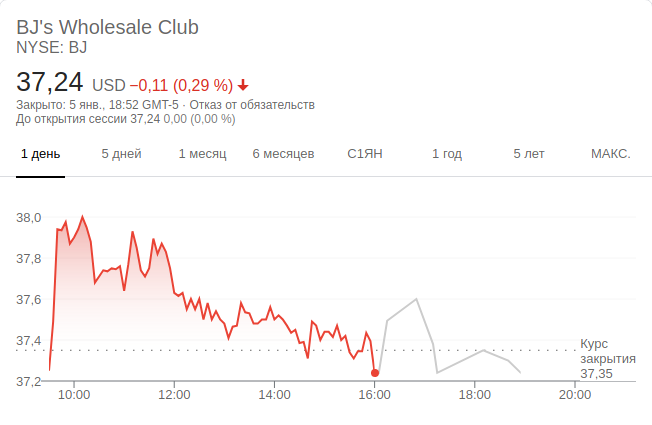 BJ's Wholesale Club
NYSE: BJ
37,24 USD −0,11 (0,29 %)
Закрыто: 5 янв., 18:52 GMT-5 · Отказ от обязательств
До открытия сессии 37,24 0,00 (0,00 %)
1 день 5 дней 1 месяц 6 месяцев С1ЯН 1 год 5 лет МАКС.
38,0
37,8
37,6
37,4
37,2
Курс
закрытия
37,35
10:00 12:00 14:00 16:00 18:00 20:00